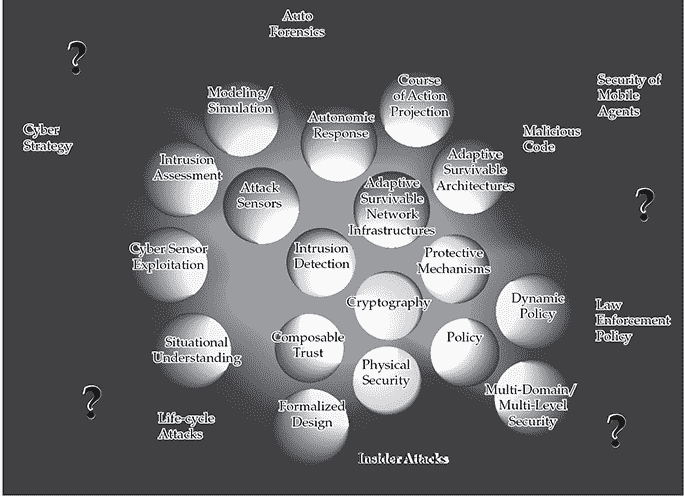 Auto
Forensics
?
Course
of Action
Projection
Security of
Mobile
Agents
Modeling/
Simulation
Autonomic
Response
Cyber
Strategy
Malicious
Code
Intrusion
Assessment
Attack
Sensors
Adaptive
Survivable
Network
Infrastructures
Adaptive
Survivable
Architectures
?
Cyber Sensor
Exploitation
Intrusion
Detection
Protective
Mechanisms
Cryptography
Dynamic
Policy
Law
Enforcement
Policy
Situational
Understanding
Composable
Trust
Policy
Physical
Security
?
Life-cycle
Attacks
Formalized
Design
Multi-Domain/
Multi-Level
Security
?
Insider Attacks